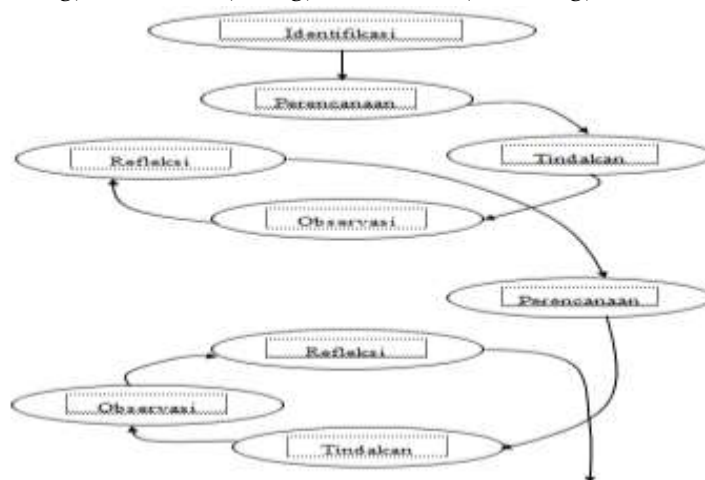 Identifikasi
Perencanaan
Tindakan
Refleksi
Observasi
Perencanaan
Refleksi
Observasi
Tindakan